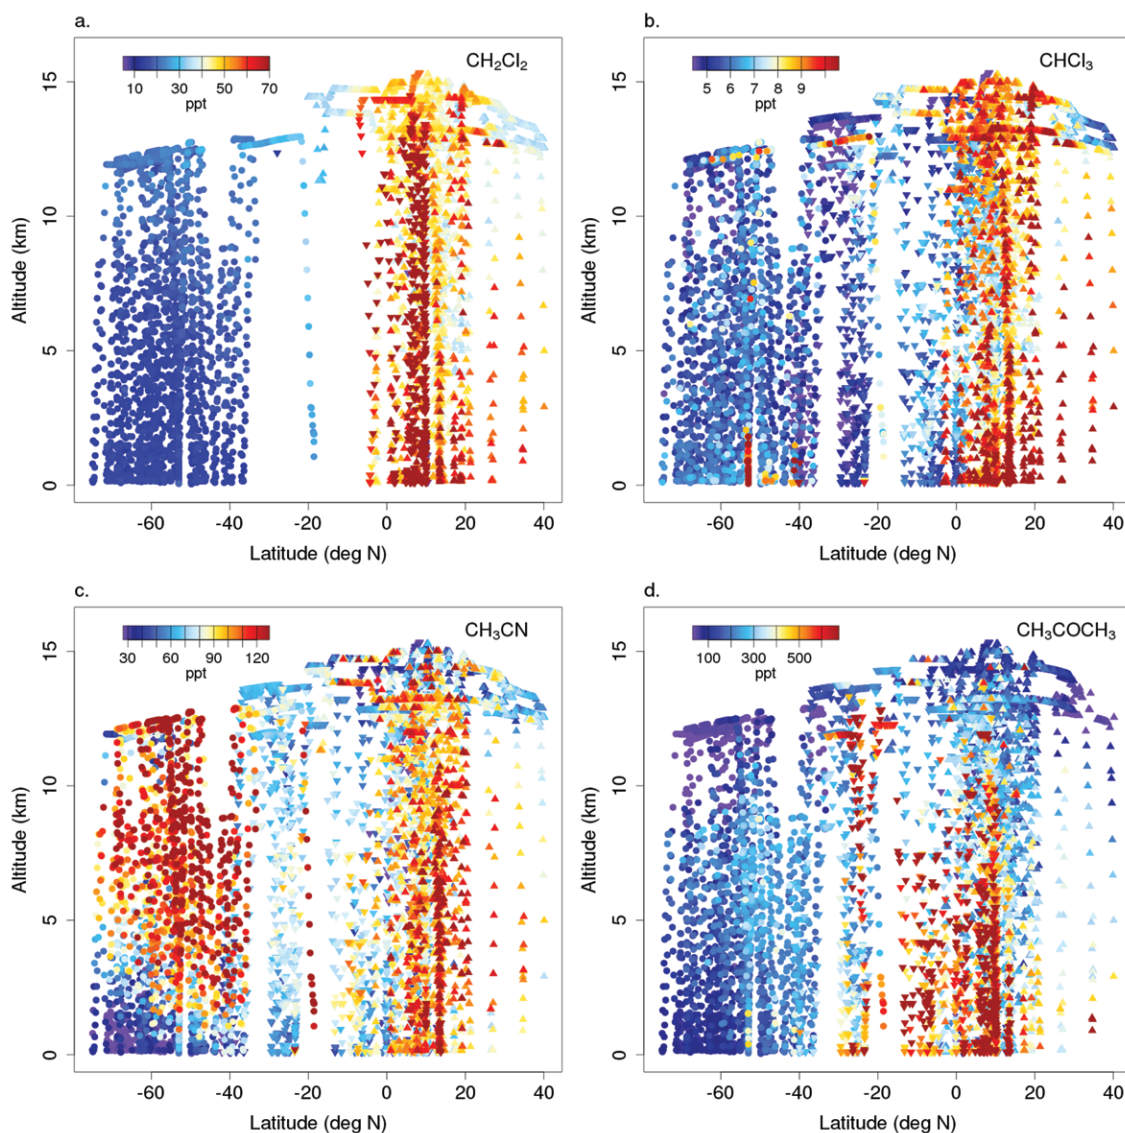 a.
CH₂Cl₂
10 30 50 70
ppt
Altitude (km)
15
10
5
0
-60 -40 -20 0 20 40
Latitude (deg N)
b.
CHCl₃
5 6 7 8 9
ppt
Altitude (km)
15
10
5
0
-60 -40 -20 0 20 40
Latitude (deg N)
c.
CH₃CN
30 60 90 120
ppt
Altitude (km)
15
10
5
0
-60 -40 -20 0 20 40
Latitude (deg N)
d.
CH₃COCH₃
100 300 500
ppt
Altitude (km)
15
10
5
0
-60 -40 -20 0 20 40
Latitude (deg N)